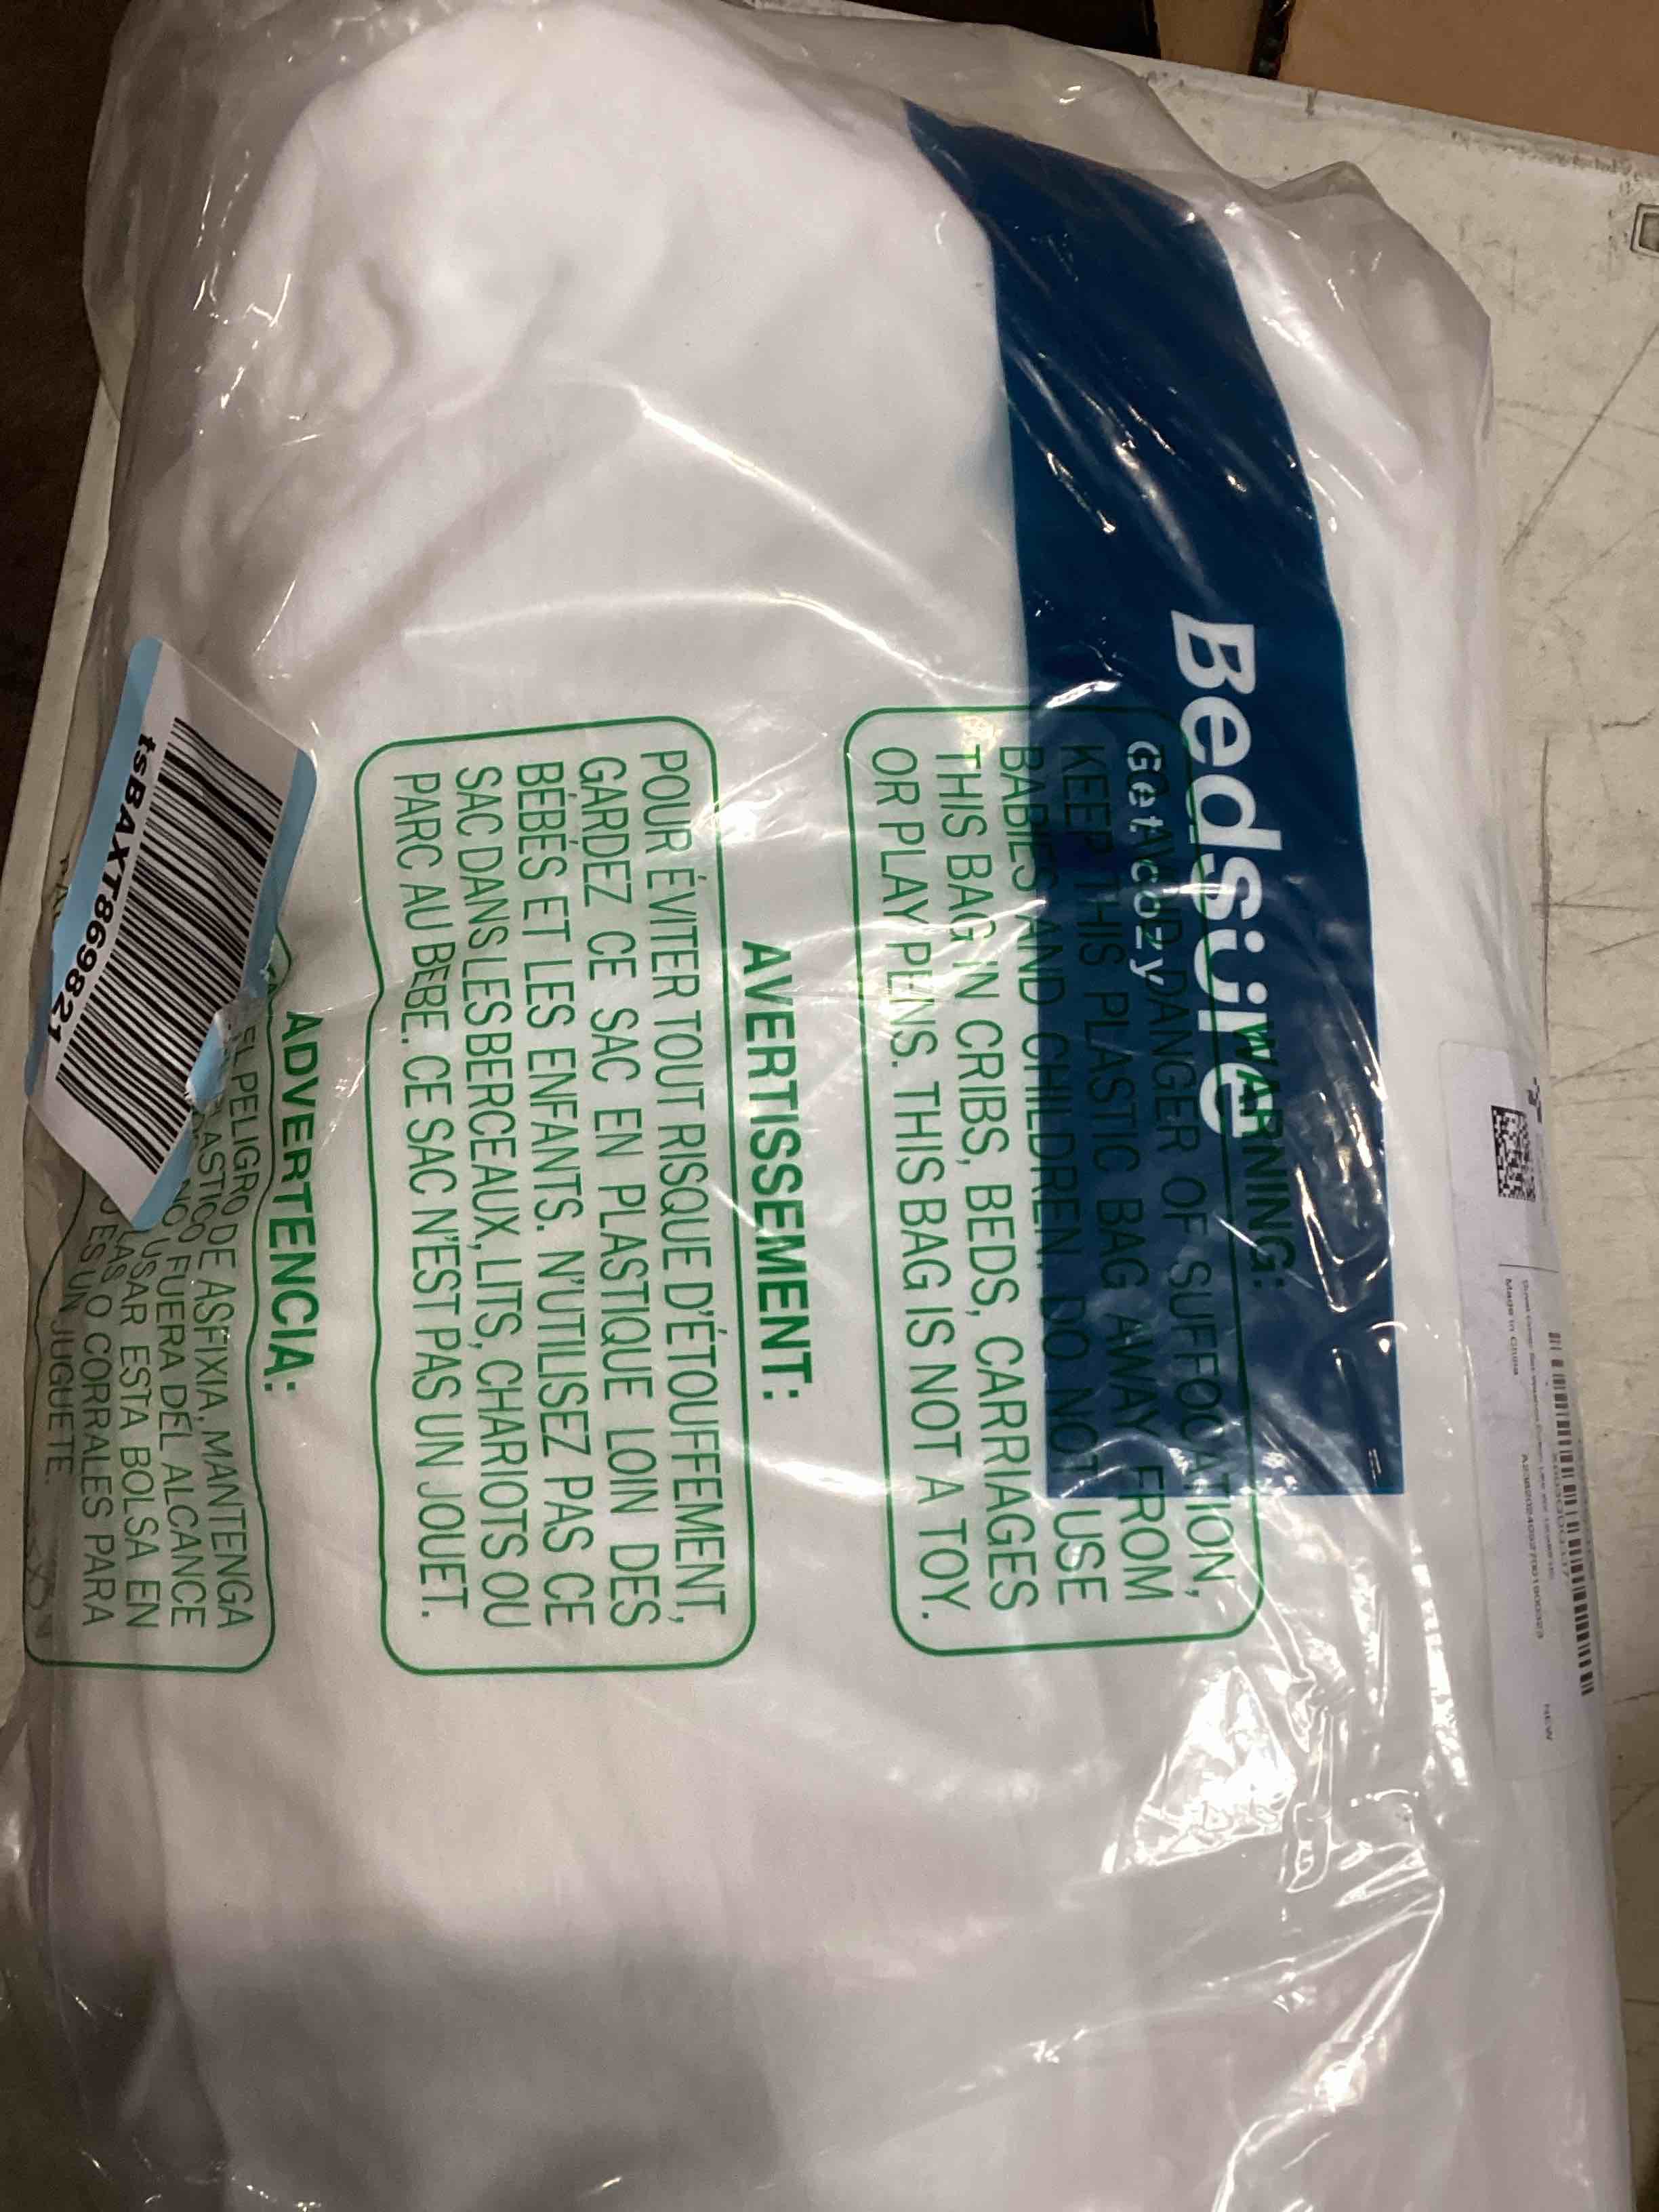 Bedsure
Get cozy
WARNING:
TO AVOID DANGER OF SUFFOCATION,
KEEP THIS PLASTIC BAG AWAY FROM
BABIES AND CHILDREN. DO NOT USE
THIS BAG IN CRIBS, BEDS, CARRIAGES
OR PLAY PENS. THIS BAG IS NOT A TOY.
AVERTISSEMENT:
POUR ÉVITER TOUT RISQUE D'ÉTOUFFEMENT,
GARDEZ CE SAC EN PLASTIQUE LOIN DES
BÉBÉS ET LES ENFANTS. N'UTILISEZ PAS CE
SAC DANS LES BERCEAUX, LITS, CHARIOTS OU
PARC AU BÉBÉ. CE SAC N'EST PAS UN JOUET.
ADVERTENCIA:
EL PELIGRO DE ASFIXIA, MANTENGA
FUERA DEL ALCANCE
USAR ESTA BOLSA EN
O CORRALES PARA
ES UN JUGUETE.
tsBAXT869821
Made in China
NEW